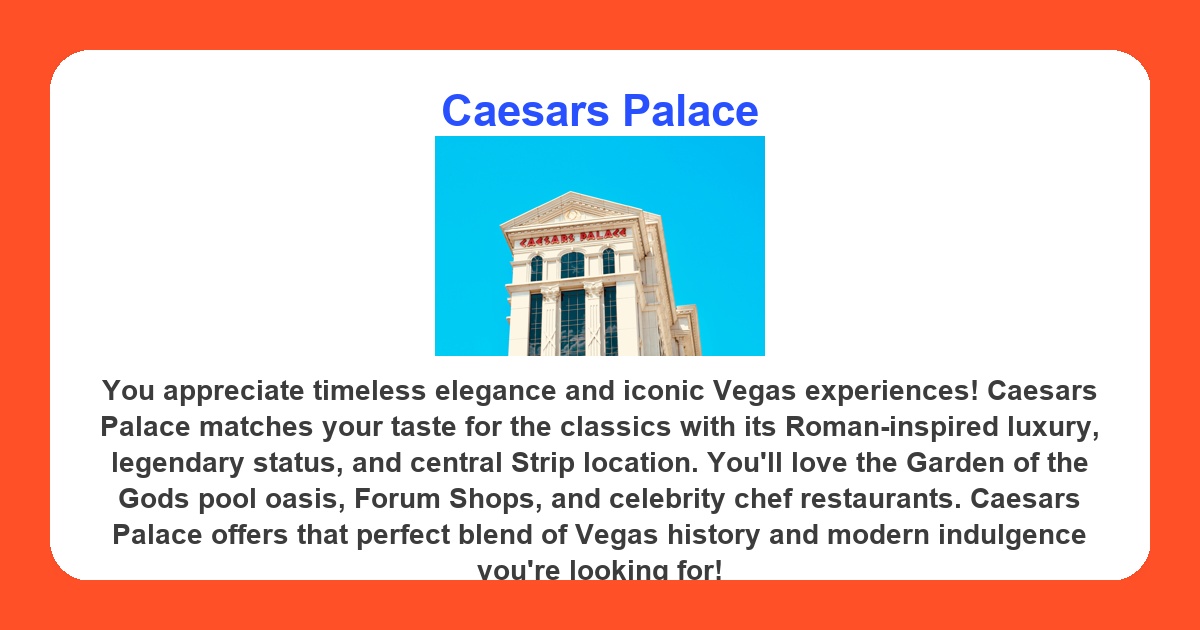 Caesars Palace
CAESARS PALACE
You appreciate timeless elegance and iconic Vegas experiences! Caesars
Palace matches your taste for the classics with its Roman-inspired luxury,
legendary status, and central Strip location. You'll love the Garden of the
Gods pool oasis, Forum Shops, and celebrity chef restaurants. Caesars
Palace offers that perfect blend of Vegas history and modern indulgence
you're looking for!